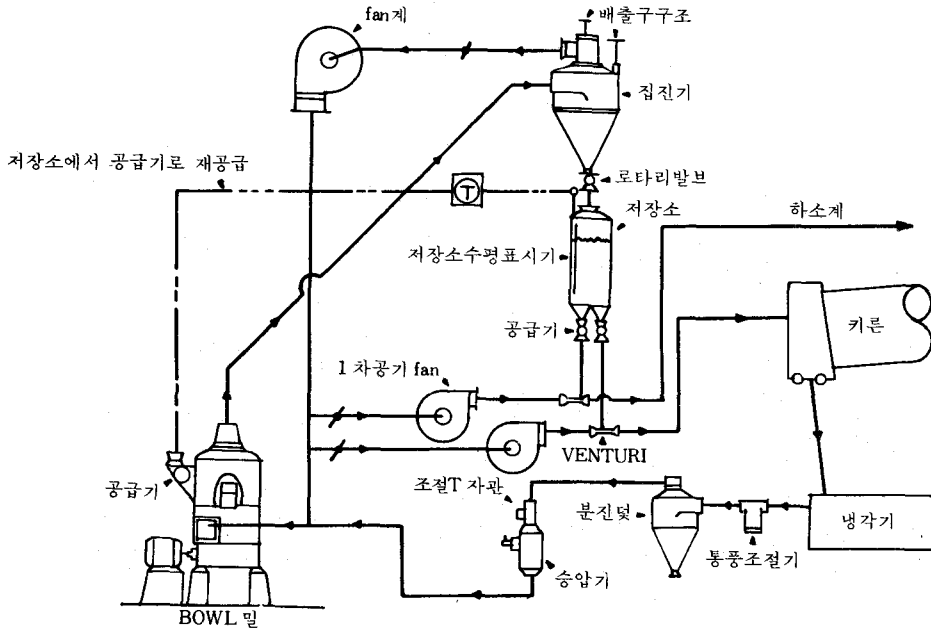 fan계
배출구구조
집진기
저장소에서 공급기로 재공급
T
로타리발브
저장소
하소계
저장소수평표시기
키른
공급기
1차공기 fan
VENTURI
공급기
조절T자관
분진덫
냉각기
통풍조절기
승압기
BOWL 밀